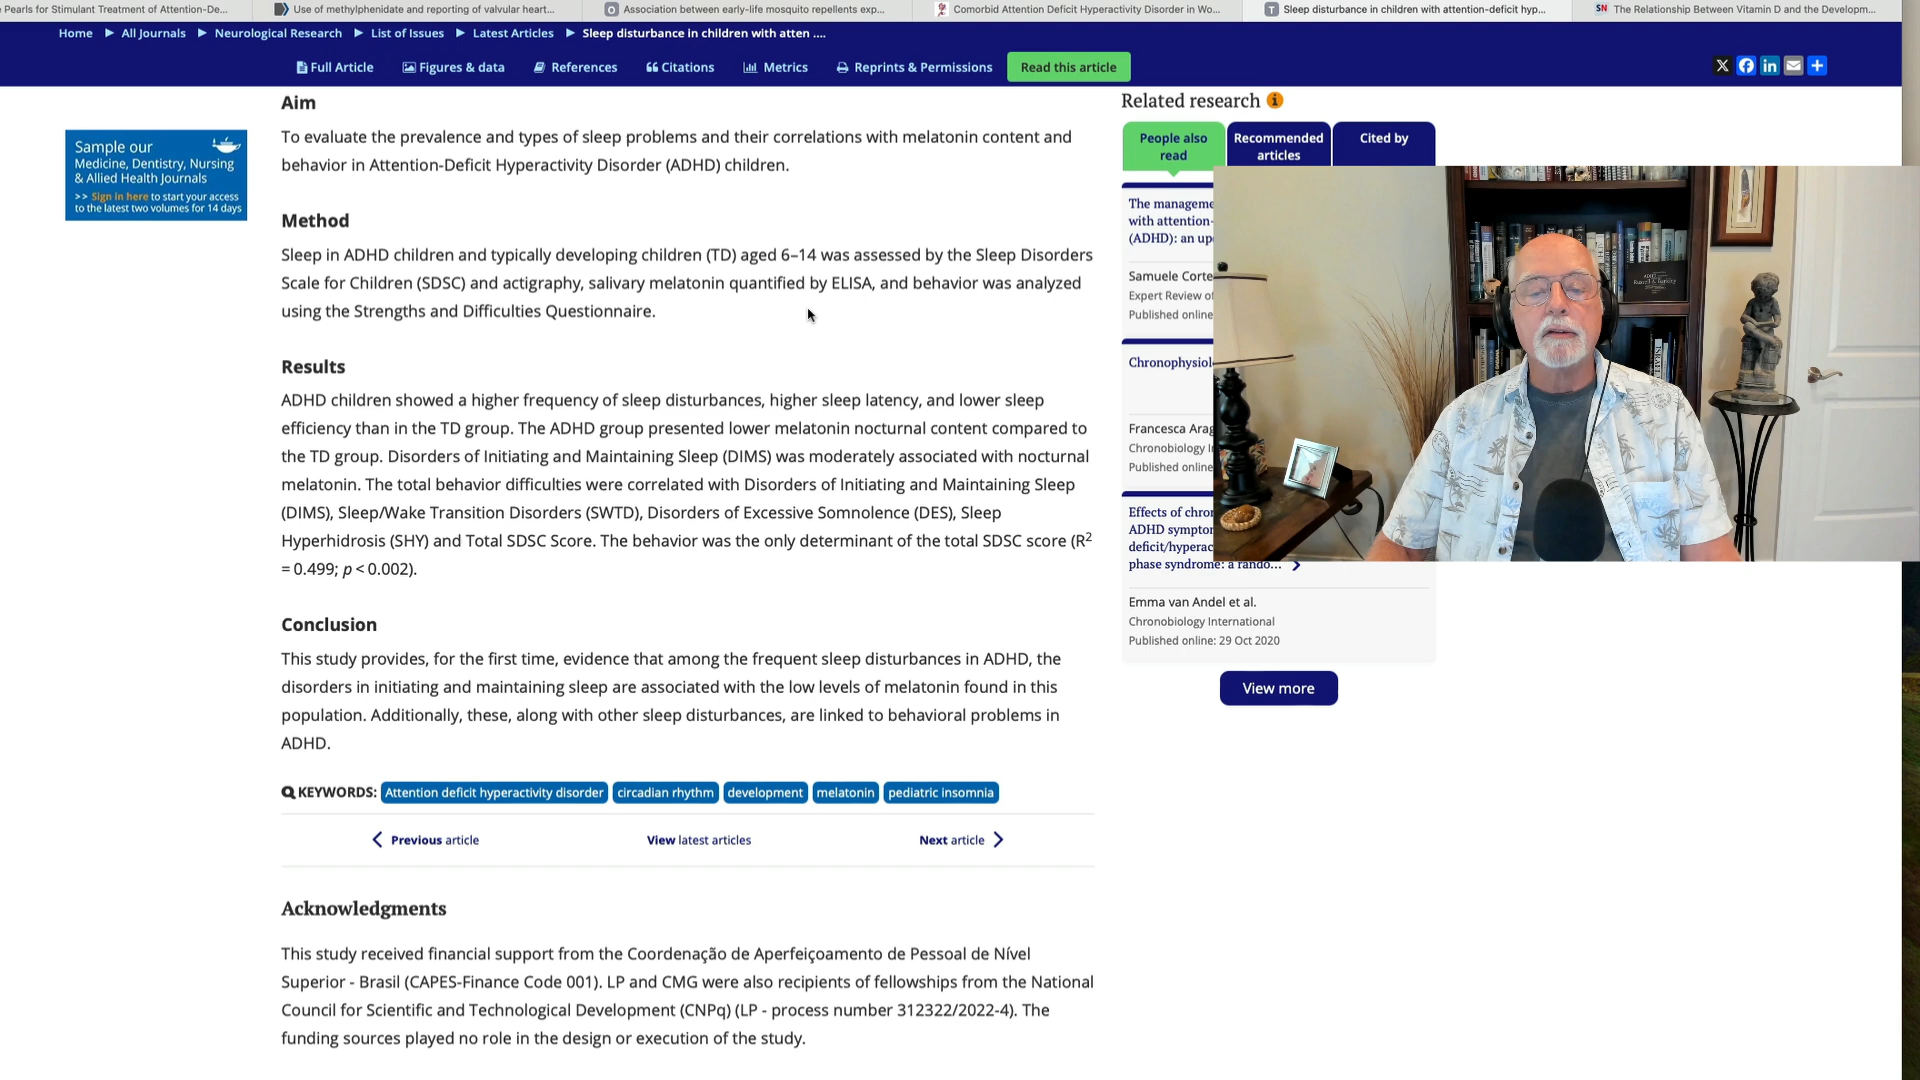 e Pearls for Stimulant Treatment of Attention-De...
Use of methylphenidate and reporting of valvular heart...
Association between early-life mosquito repellents exp...
Comorbid Attention Deficit Hyperactivity Disorder in Wo...
T Sleep disturbance in children with attention-deficit hyp...
SN The Relationship Between Vitamin D and the Developm...
Home ▶ All Journals ▶ Neurological Research ▶ List of Issues ▶ Latest Articles ▶ Sleep disturbance in children with atten ....
Full Article Figures & data References Citations Metrics Reprints & Permissions Read this article
Sample our
Medicine, Dentistry, Nursing
& Allied Health Journals
>> Sign in here to start your access
to the latest two volumes for 14 days
Aim
To evaluate the prevalence and types of sleep problems and their correlations with melatonin content and
behavior in Attention-Deficit Hyperactivity Disorder (ADHD) children.
Method
Sleep in ADHD children and typically developing children (TD) aged 6–14 was assessed by the Sleep Disorders
Scale for Children (SDSC) and actigraphy, salivary melatonin quantified by ELISA, and behavior was analyzed
using the Strengths and Difficulties Questionnaire.
Results
ADHD children showed a higher frequency of sleep disturbances, higher sleep latency, and lower sleep
efficiency than in the TD group. The ADHD group presented lower melatonin nocturnal content compared to
the TD group. Disorders of Initiating and Maintaining Sleep (DIMS) was moderately associated with nocturnal
melatonin. The total behavior difficulties were correlated with Disorders of Initiating and Maintaining Sleep
(DIMS), Sleep/Wake Transition Disorders (SWTD), Disorders of Excessive Somnolence (DES), Sleep
Hyperhidrosis (SHY) and Total SDSC Score. The behavior was the only determinant of the total SDSC score (R²
= 0.499; p < 0.002).
Conclusion
This study provides, for the first time, evidence that among the frequent sleep disturbances in ADHD, the
disorders in initiating and maintaining sleep are associated with the low levels of melatonin found in this
population. Additionally, these, along with other sleep disturbances, are linked to behavioral problems in
ADHD.
KEYWORDS: Attention deficit hyperactivity disorder circadian rhythm development melatonin pediatric insomnia
Previous article View latest articles Next article
Acknowledgments
This study received financial support from the Coordenação de Aperfeiçoamento de Pessoal de Nível
Superior - Brasil (CAPES-Finance Code 001). LP and CMG were also recipients of fellowships from the National
Council for Scientific and Technological Development (CNPq) (LP - process number 312322/2022-4). The
funding sources played no role in the design or execution of the study.
Related research
People also
read
Recommended
articles
Cited by
The manageme
with attention-
(ADHD): an up
Samuele Corte
Expert Review of
Published online
Chronophysiol
Francesca Arag
Chronobiology I
Published online
Effects of chron
ADHD sympton
deficit/hyperac
phase syndrome: a rando...
Emma van Andel et al.
Chronobiology International
Published online: 29 Oct 2020
View more